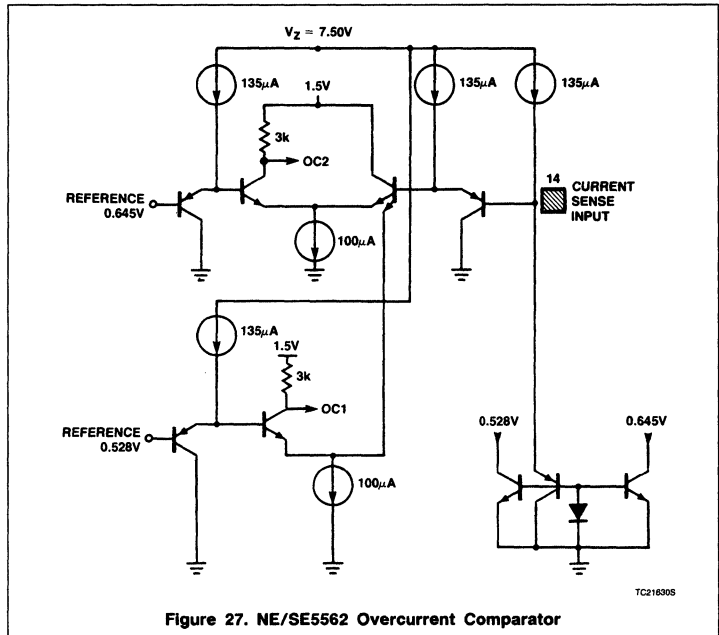 V_Z = 7.50V
135μA
1.5V
135μA
135μA
3k
OC2
14
CURRENT
SENSE
INPUT
REFERENCE
0.645V
100μA
135μA
1.5V
3k
OC1
REFERENCE
0.528V
0.528V
0.645V
100μA
TC21630S
Figure 27. NE/SE5562 Overcurrent Comparator